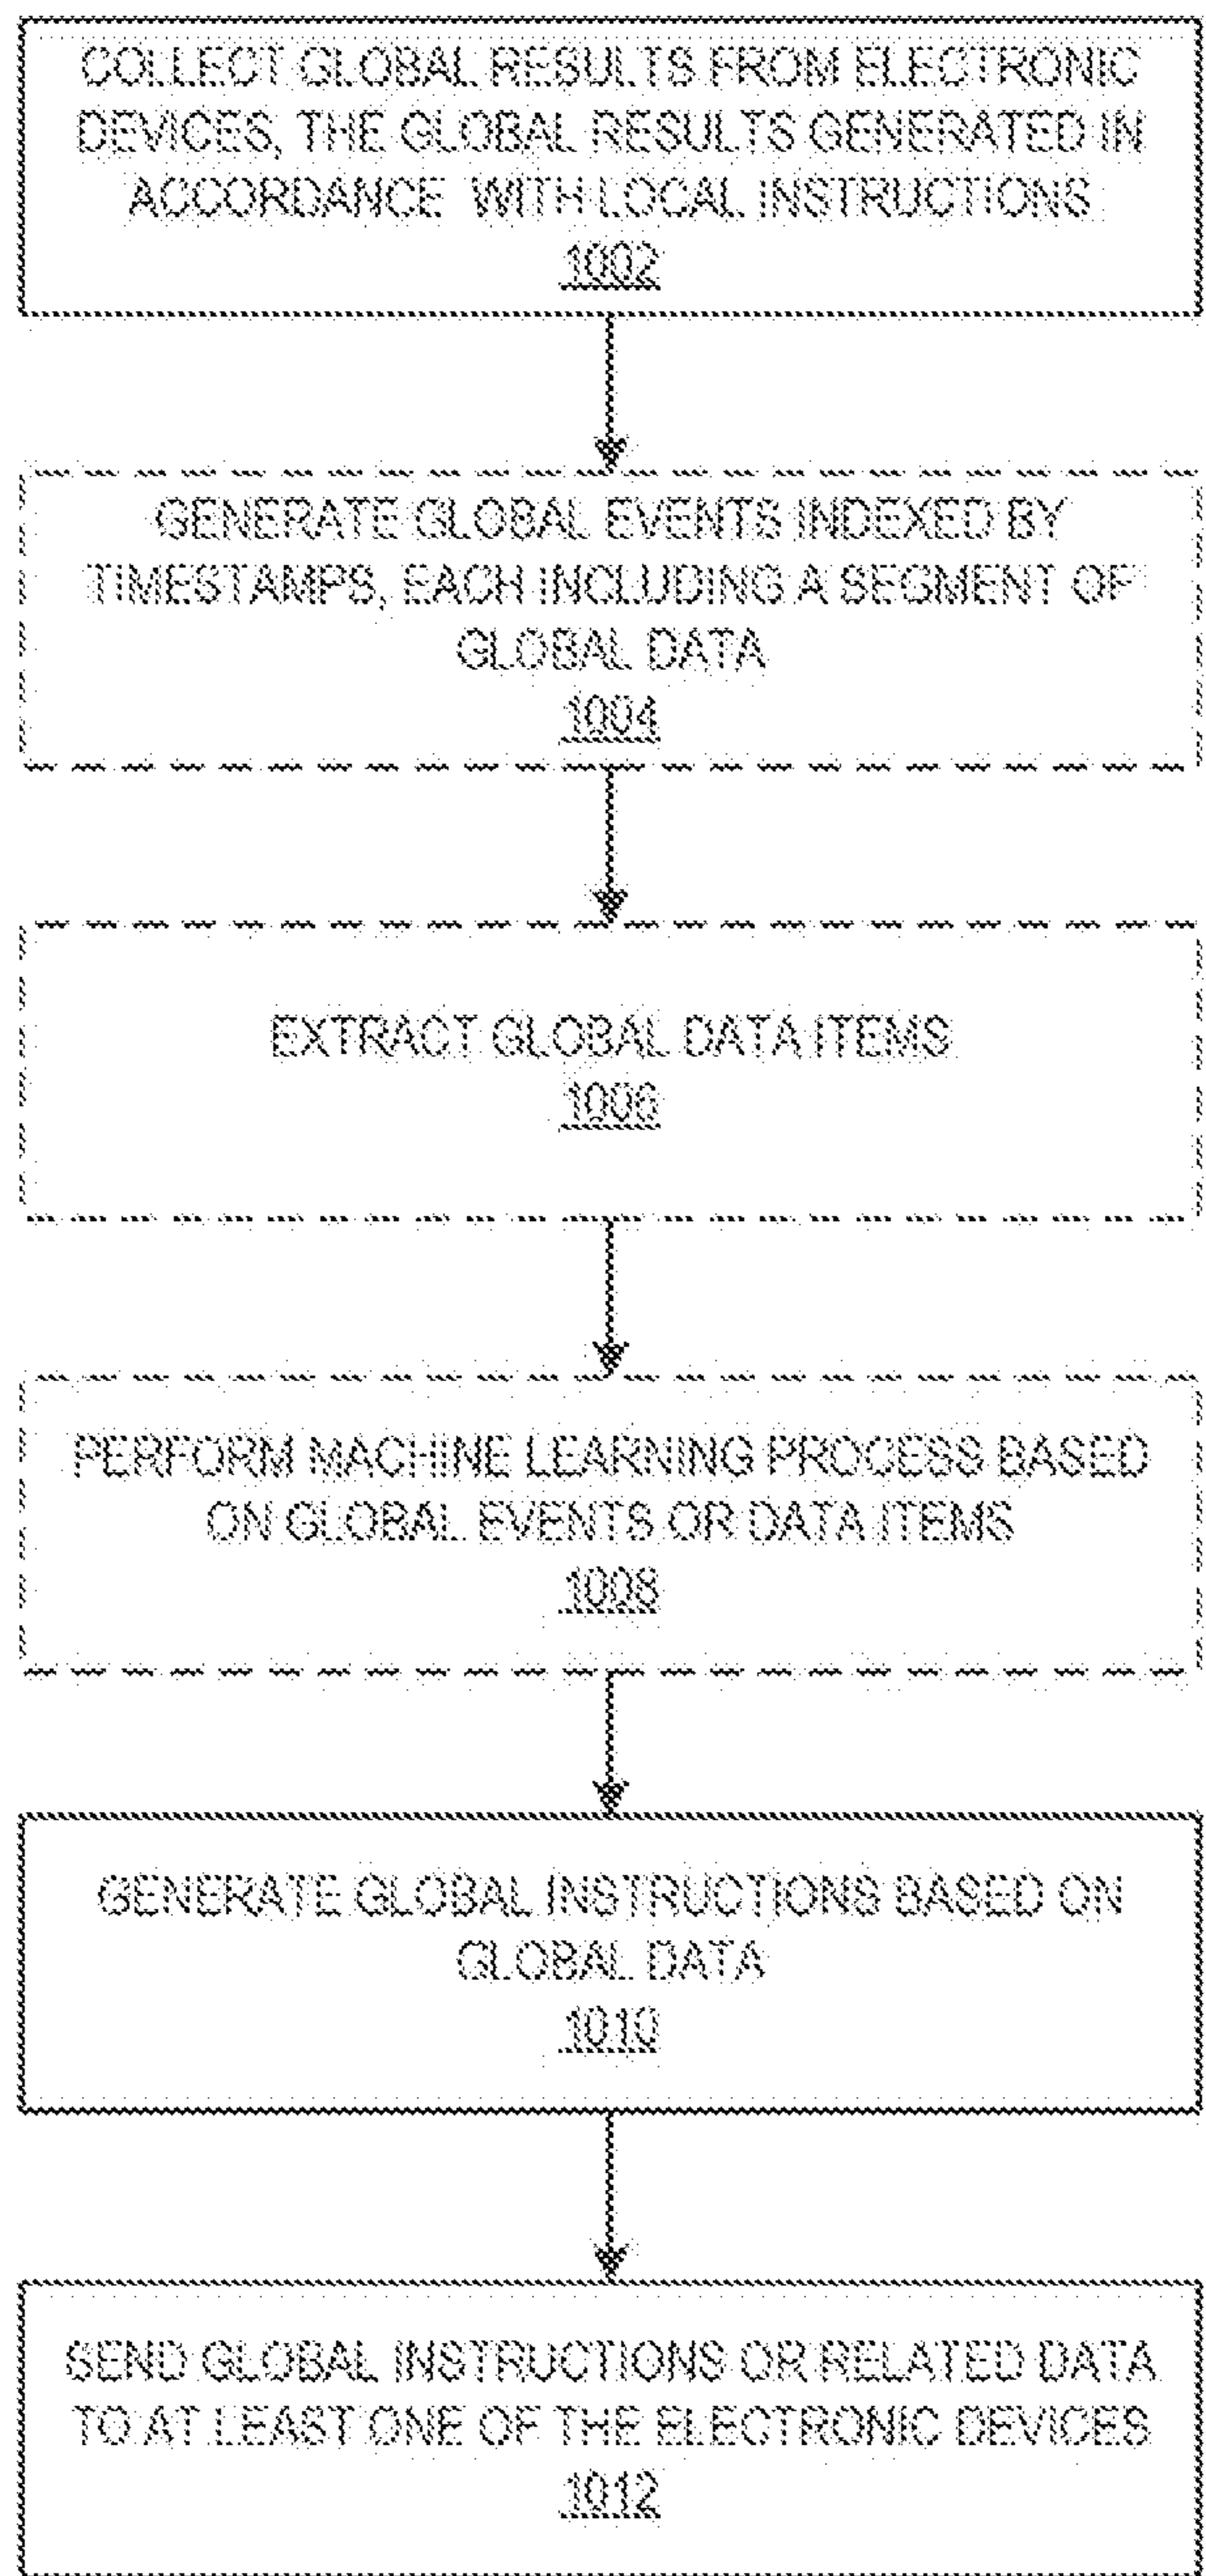 COLLECT GLOBAL RESULTS FROM ELECTRONIC
DEVICES, THE GLOBAL RESULTS GENERATED IN
ACCORDANCE WITH LOCAL INSTRUCTIONS
1002
GENERATE GLOBAL EVENTS INDEXED BY
TIMESTAMPS, EACH INCLUDING A SEGMENT OF
GLOBAL DATA
1004
EXTRACT GLOBAL DATA ITEMS
1006
PERFORM MACHINE LEARNING PROCESS BASED
ON GLOBAL EVENTS OR DATA ITEMS
1008
GENERATE GLOBAL INSTRUCTIONS BASED ON
GLOBAL DATA
1010
SEND GLOBAL INSTRUCTIONS OR RELATED DATA
TO AT LEAST ONE OF THE ELECTRONIC DEVICES
1012